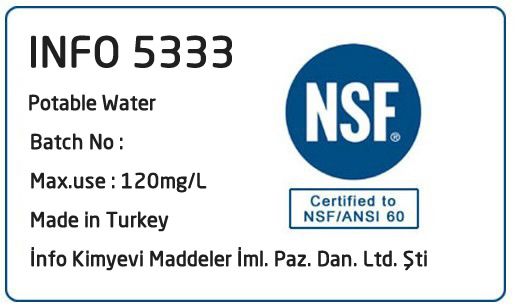 INFO 5333
Potable Water
Batch No :
Max.use : 120mg/L
Made in Turkey
İnfo Kimyevi Maddeler İml. Paz. Dan. Ltd. Şti
NSF®
Certified to
NSF/ANSI 60